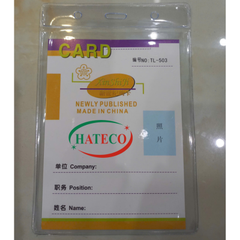 CARD
编号NO: TL-503
NEWLY PUBLISHED
MADE IN CHINA
HATECO
照
片
单位 Company:
职务 Position:
姓名 Name: